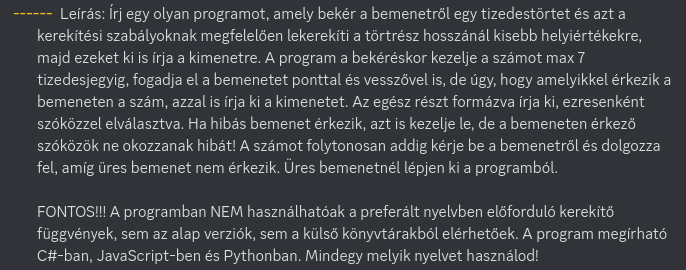 ------ Leírás: Írj egy olyan programot, amely bekér a bemenetről egy tizedestörtet és azt a
kerekítési szabályoknak megfelelően lekerekíti a törtrész hosszánál kisebb helyiértékekre,
majd ezeket ki is írja a kimenetre. A program a bekéréskor kezelje a számot max 7
tizedesjegyig, fogadja el a bemenetet ponttal és vesszővel is, de úgy, hogy amelyikkel érkezik a
bemeneten a szám, azzal is írja ki a kimenetet. Az egész részt formázva írja ki, ezresenként
szóközzel elválasztva. Ha hibás bemenet érkezik, azt is kezelje le, de a bemeneten érkező
szóközök ne okozzanak hibát! A számot folytonosan addig kérje be a bemenetről és dolgozza
fel, amíg üres bemenet nem érkezik. Üres bemenetnél lépjen ki a programból.
FONTOS!!! A programban NEM használhatóak a preferált nyelvben előforduló kerekítő
függvények, sem az alap verziók, sem a külső könyvtárakból elérhetőek. A program megírható
C#-ban, JavaScript-ben és Pythonban. Mindegy melyik nyelvet használod!